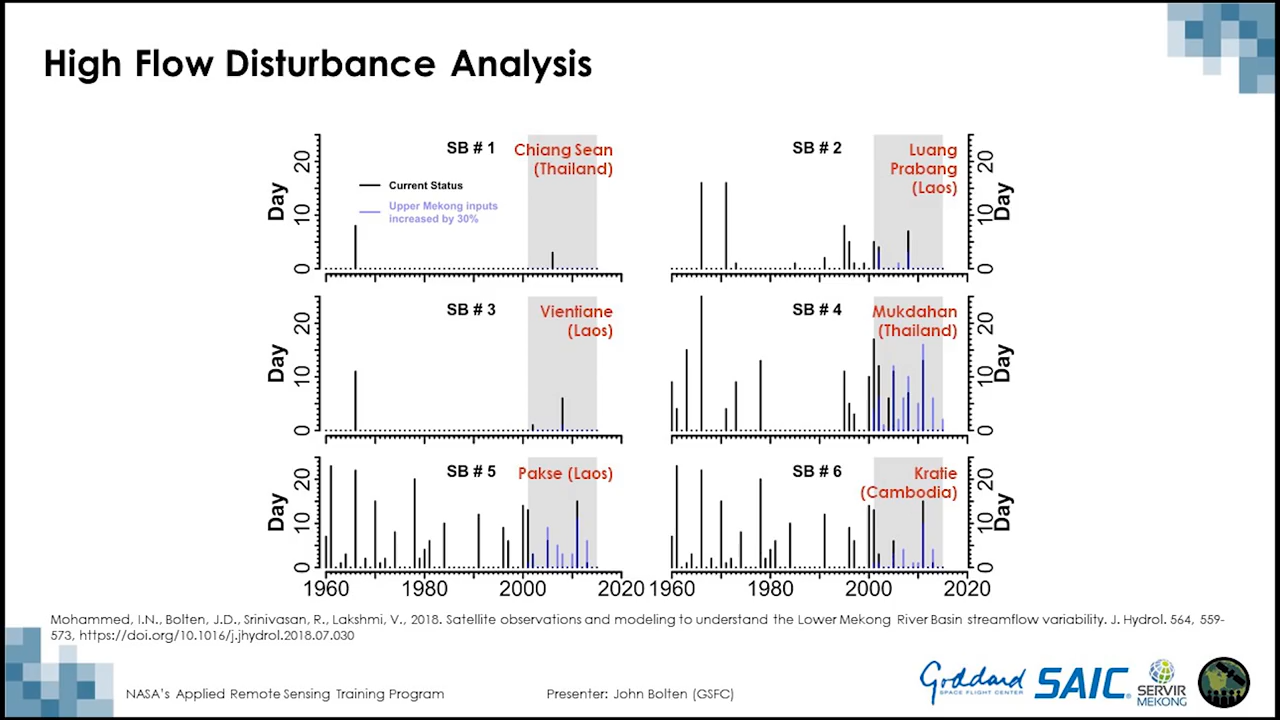 High Flow Disturbance Analysis
SB # 1
Chiang Sean
(Thailand)
Current Status
Upper Mekong inputs
increased by 30%
Day
0 10 20
SB # 2
Luang
Prabang
(Laos)
Day
0 10 20
SB # 3
Vientiane
(Laos)
Day
0 10 20
SB # 4
Mukdahan
(Thailand)
Day
0 10 20
SB # 5
Pakse (Laos)
Day
0 10 20
1960 1980 2000 2020
SB # 6
Kratie
(Cambodia)
Day
0 10 20
1960 1980 2000 2020
Mohammed, I.N., Bolten, J.D., Srinivasan, R., Lakshmi, V., 2018. Satellite observations and modeling to understand the Lower Mekong River Basin streamflow variability. J. Hydrol. 564, 559-
573, https://doi.org/10.1016/j.jhydrol.2018.07.030
NASA's Applied Remote Sensing Training Program
Presenter: John Bolten (GSFC)
Goddard
SPACE FLIGHT CENTER
SAIC
SERVIR
MEKONG